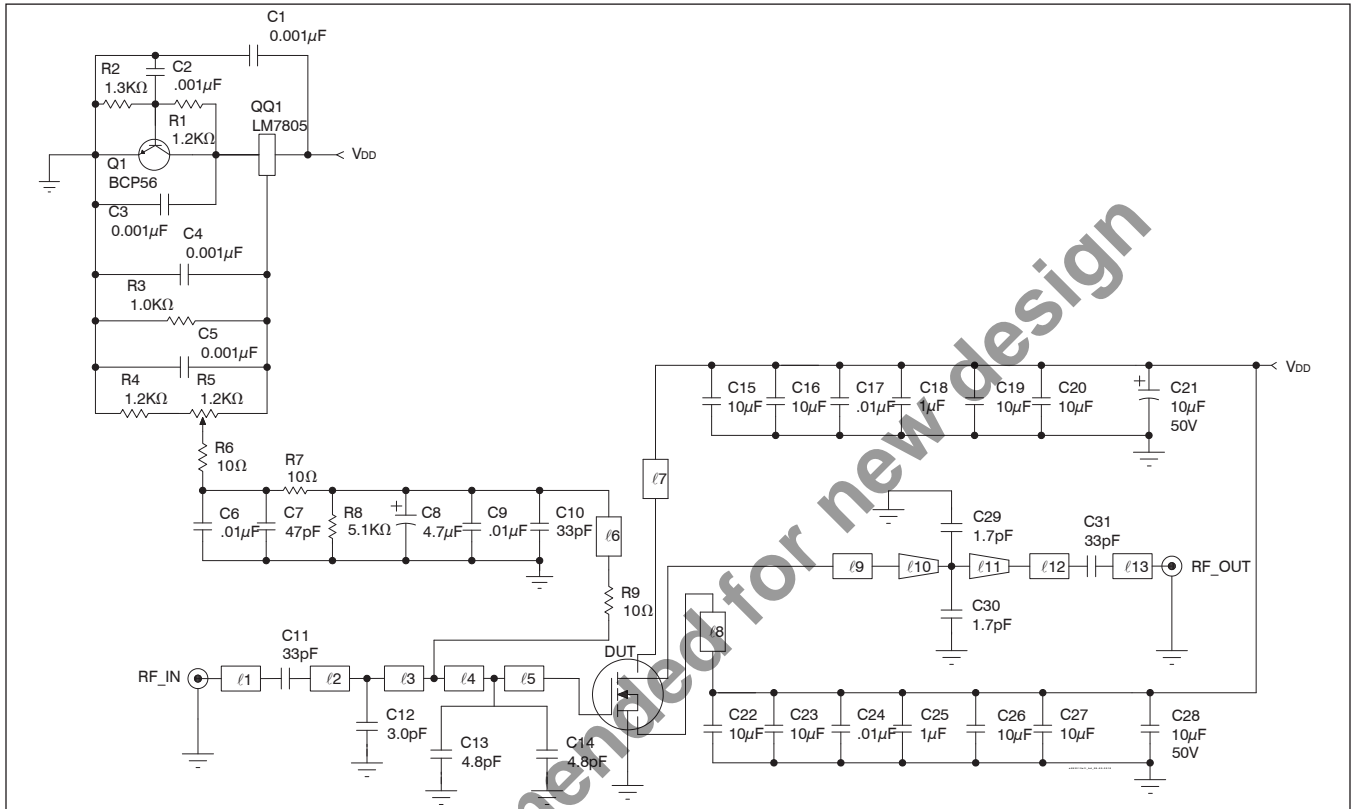 C1
0.001µF
R2
1.3KΩ
C2
.001µF
R1
1.2KΩ
QQ1
LM7805
VDD
Q1
BCP56
C3
0.001µF
C4
0.001µF
R3
1.0KΩ
C5
0.001µF
R4
1.2KΩ
R5
1.2KΩ
R6
10Ω
R7
10Ω
C6
.01µF
C7
47pF
R8
5.1KΩ
C8
4.7µF
C9
.01µF
C10
33pF
ℓ6
R9
10Ω
+
VDD
C15
10µF
C16
10µF
C17
.01µF
C18
1µF
C19
10µF
C20
10µF
+
C21
10µF
50V
ℓ7
C29
1.7pF
ℓ9
ℓ10
ℓ11
ℓ12
C31
33pF
ℓ13
RF_OUT
C30
1.7pF
ℓ8
DUT
RF_IN
ℓ1
C11
33pF
ℓ2
ℓ3
ℓ4
ℓ5
C12
3.0pF
C13
4.8pF
C14
4.8pF
C22
10µF
C23
10µF
C24
.01µF
C25
1µF
C26
10µF
C27
10µF
C28
10µF
50V
mended for new design